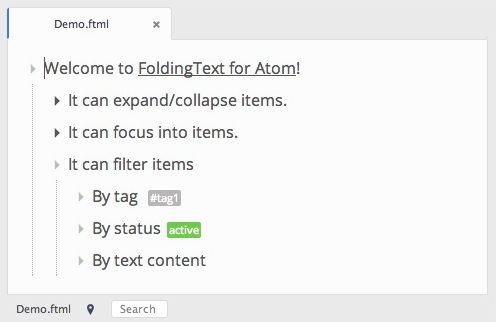 Demo.ftml ×
Welcome to FoldingText for Atom!
It can expand/collapse items.
It can focus into items.
It can filter items
By tag #tag1
By status active
By text content
Demo.ftml Search